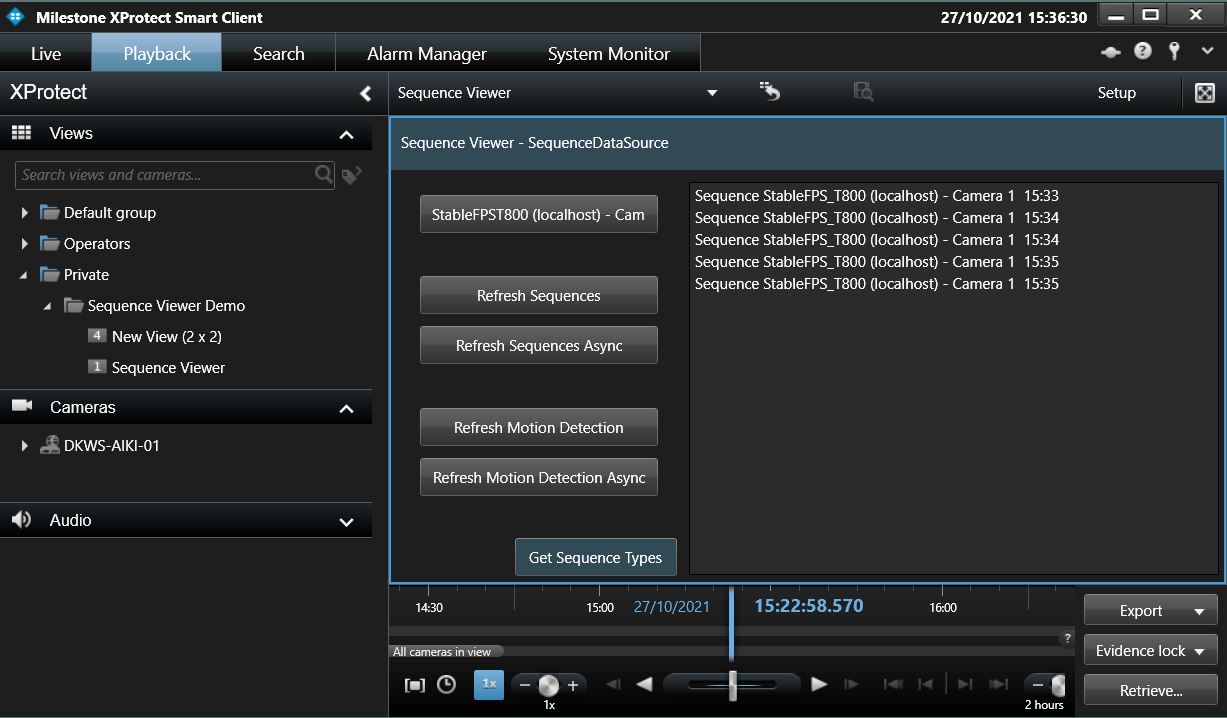 Milestone XProtect Smart Client
27/10/2021 15:36:30
Live
Playback
Search
Alarm Manager
System Monitor
XProtect
Sequence Viewer
Setup
Views
Search views and cameras...
Default group
Operators
Private
Sequence Viewer Demo
4 New View (2 x 2)
1 Sequence Viewer
Cameras
DKWS-AIKI-01
Audio
Sequence Viewer - SequenceDataSource
StableFPST800 (localhost) - Cam
Refresh Sequences
Refresh Sequences Async
Refresh Motion Detection
Refresh Motion Detection Async
Get Sequence Types
Sequence StableFPS_T800 (localhost) - Camera 1 15:33
Sequence StableFPS_T800 (localhost) - Camera 1 15:34
Sequence StableFPS_T800 (localhost) - Camera 1 15:34
Sequence StableFPS_T800 (localhost) - Camera 1 15:35
Sequence StableFPS_T800 (localhost) - Camera 1 15:35
14:30
15:00
27/10/2021
15:22:58.570
16:00
?
All cameras in view
1x
1x
2 hours
Export
Evidence lock
Retrieve...